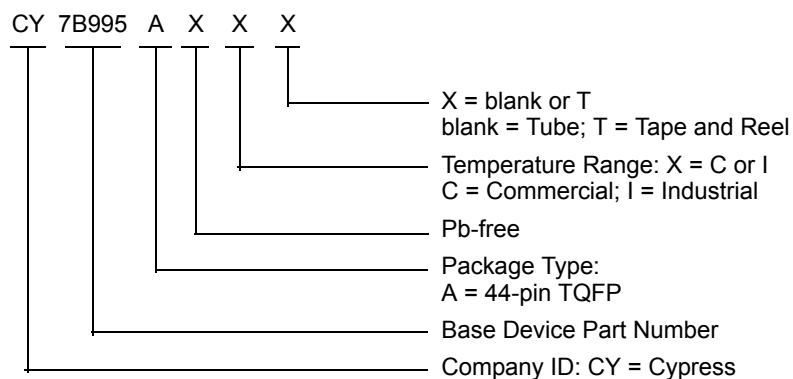 CY 7B995 A X X X
X = blank or T
blank = Tube; T = Tape and Reel
Temperature Range: X = C or I
C = Commercial; I = Industrial
Pb-free
Package Type:
A = 44-pin TQFP
Base Device Part Number
Company ID: CY = Cypress